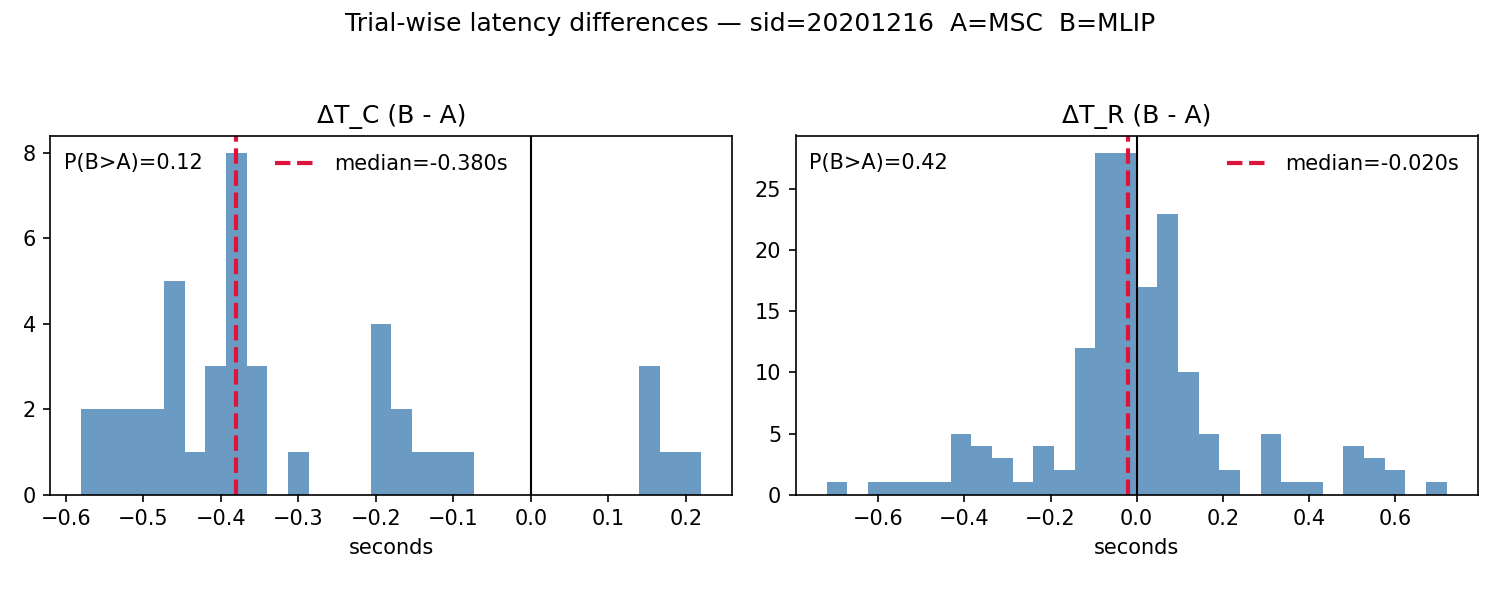 Trial-wise latency differences — sid=20201216  A=MSC  B=MLIP
ΔT_C (B - A)
P(B>A)=0.12
median=-0.380s
8
6
4
2
0
−0.6 −0.5 −0.4 −0.3 −0.2 −0.1 0.0 0.1 0.2
seconds
ΔT_R (B - A)
P(B>A)=0.42
median=-0.020s
25
20
15
10
5
0
−0.6 −0.4 −0.2 0.0 0.2 0.4 0.6
seconds